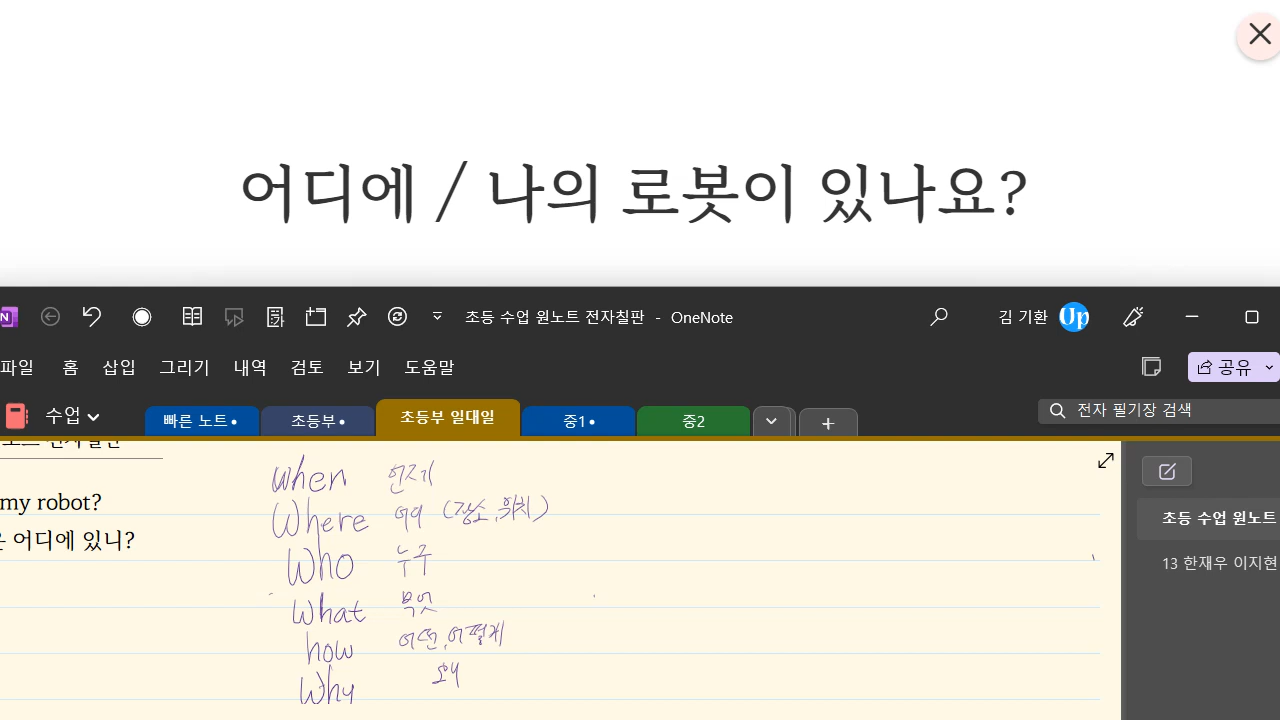 어디에 / 나의 로봇이 있나요?
초등 수업 원노트 전자칠판 - OneNote
김 기환
Up
파일 홈 삽입 그리기 내역 검토 보기 도움말
공유
수업
빠른 노트• 초등부• 초등부 일대일 중1• 중2
전자 필기장 검색
my robot?
어디에 있니?
when 언제
Where 어디 (장소, 위치)
Who 누구
What 무엇
how 어떤, 어떻게
Why 왜
초등 수업 원노트
13 한재우 이지현